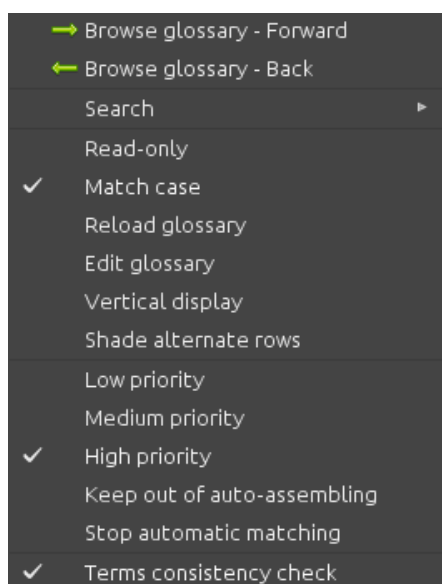 Browse glossary - Forward
Browse glossary - Back
Search
Read-only
Match case
Reload glossary
Edit glossary
Vertical display
Shade alternate rows
Low priority
Medium priority
High priority
Keep out of auto-assembling
Stop automatic matching
Terms consistency check